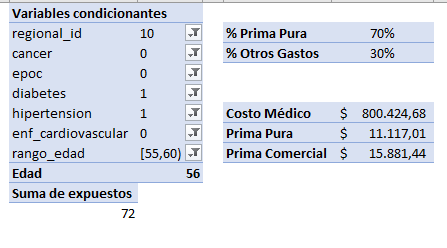 Variables condicionantes
regional_id 10
cancer 0
epoc 0
diabetes 1
hipertension 1
enf_cardiovascular 0
rango_edad [55,60)
Edad 56
Suma de expuestos
72
% Prima Pura 70%
% Otros Gastos 30%
Costo Médico $ 800.424,68
Prima Pura $ 11.117,01
Prima Comercial $ 15.881,44